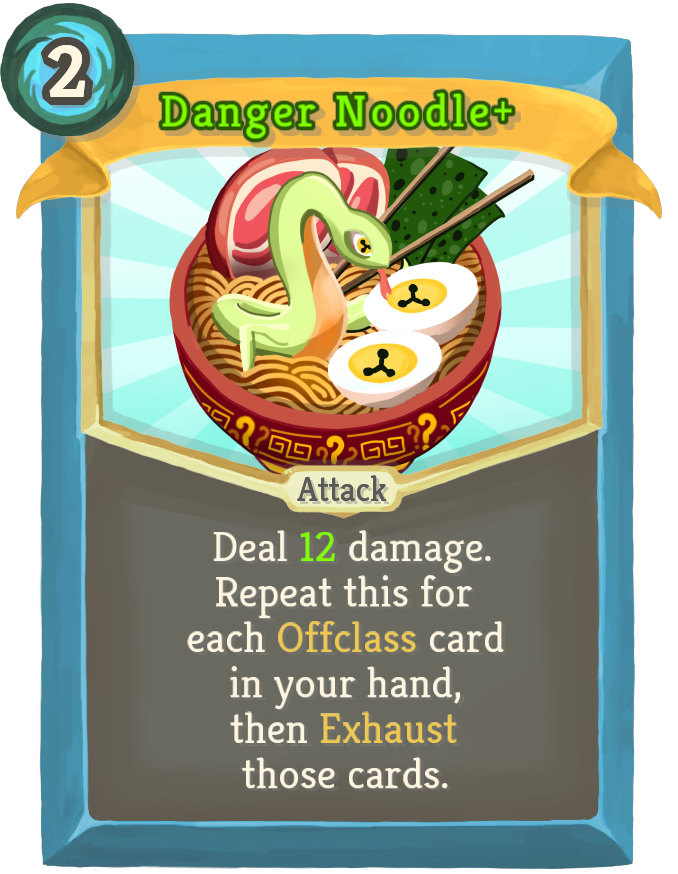 2
Danger Noodle+
? ? ?
Attack
Deal 12 damage.
Repeat this for
each Offclass card
in your hand,
then Exhaust
those cards.